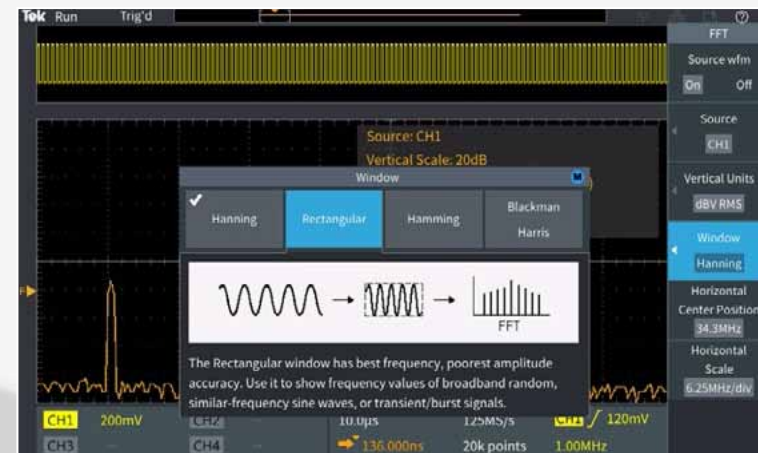 Tek Run Trig'd
FFT
Source wfm
On Off
Source
CH1
Vertical Units
dBV RMS
Window
Hanning
Horizontal
Center Position
34.3MHz
Horizontal
Scale
6.25MHz/div
Source: CH1
Vertical Scale: 20dB
Window
M
Hanning
Rectangular
Hamming
Blackman
Harris
FFT
The Rectangular window has best frequency, poorest amplitude
accuracy. Use it to show frequency values of broadband random,
similar-frequency sine waves, or transient/burst signals.
F
CH1 200mV CH2 10.0µs 125MS/s CH1 120mV
CH3 CH4 136.000ns 20k points 1.00MHz